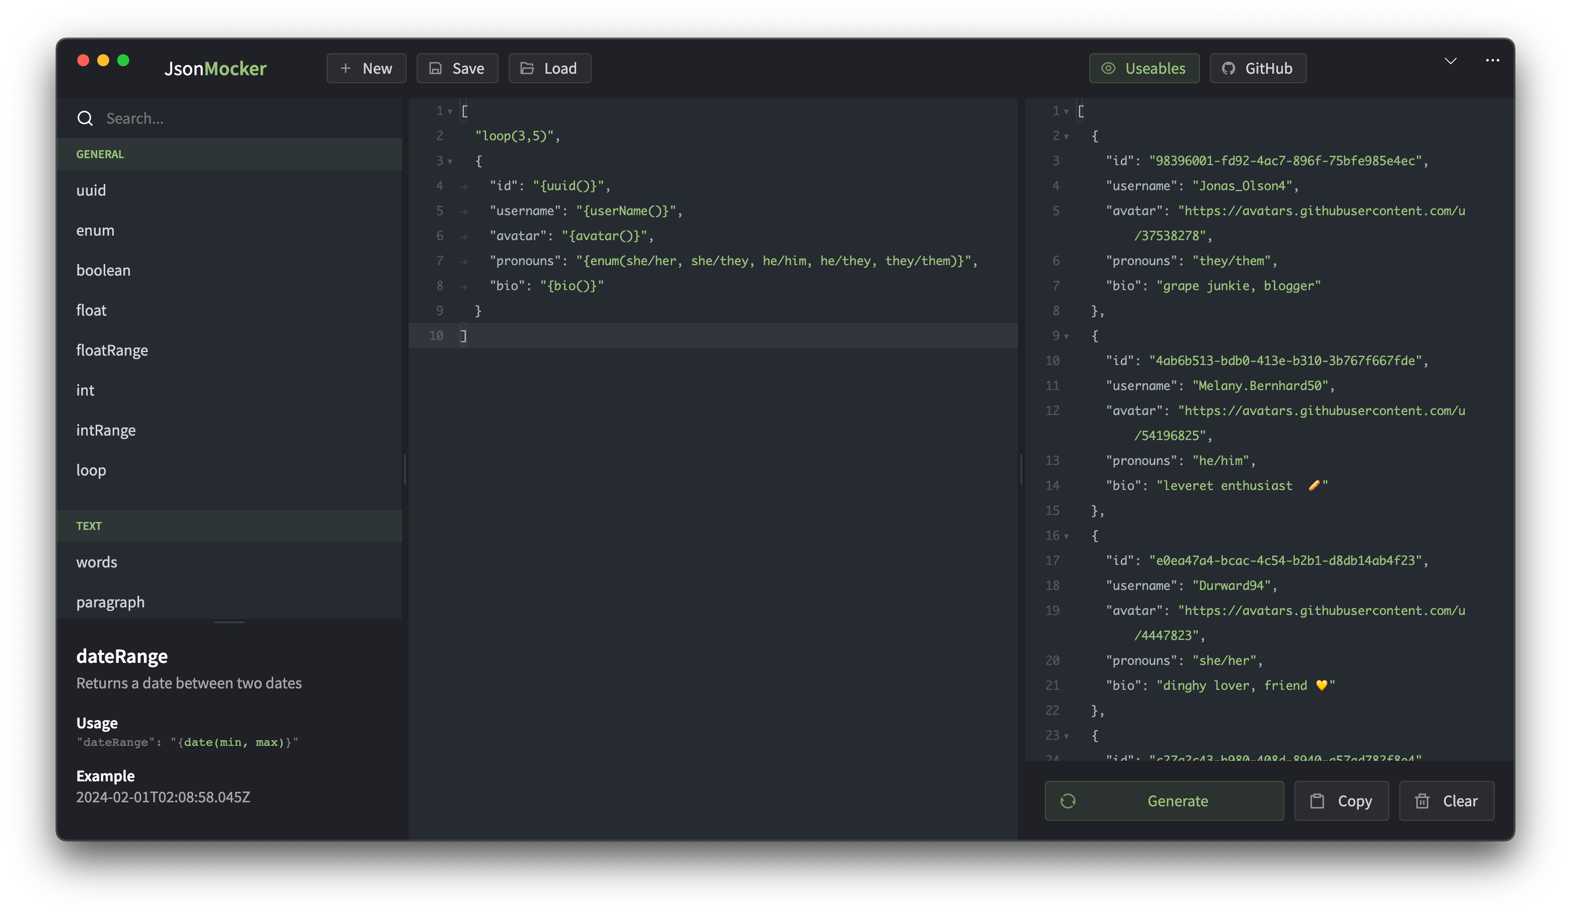 JsonMocker
New
Save
Load
Useables
GitHub
Search...
GENERAL
uuid
enum
boolean
float
floatRange
int
intRange
loop
TEXT
words
paragraph
dateRange
Returns a date between two dates
Usage
"dateRange": "{date(min, max)}"
Example
2024-02-01T02:08:58.045Z
1 [
2 "loop(3,5)",
3 {
4 "id": "{uuid()}",
5 "username": "{userName()}",
6 "avatar": "{avatar()}",
7 "pronouns": "{enum(she/her, she/they, he/him, he/they, they/them)}",
8 "bio": "{bio()}"
9 }
10 ]
1 [
2 {
3 "id": "98396001-fd92-4ac7-896f-75bfe985e4ec",
4 "username": "Jonas_Olson4",
5 "avatar": "https://avatars.githubusercontent.com/u
/37538278",
6 "pronouns": "they/them",
7 "bio": "grape junkie, blogger"
8 },
9 {
10 "id": "4ab6b513-bdb0-413e-b310-3b767f667fde",
11 "username": "Melany.Bernhard50",
12 "avatar": "https://avatars.githubusercontent.com/u
/54196825",
13 "pronouns": "he/him",
14 "bio": "leveret enthusiast 🪈"
15 },
16 {
17 "id": "e0ea47a4-bcac-4c54-b2b1-d8db14ab4f23",
18 "username": "Durward94",
19 "avatar": "https://avatars.githubusercontent.com/u
/4447823",
20 "pronouns": "she/her",
21 "bio": "dinghy lover, friend 💛"
22 },
23 {
24 "id":
Generate
Copy
Clear